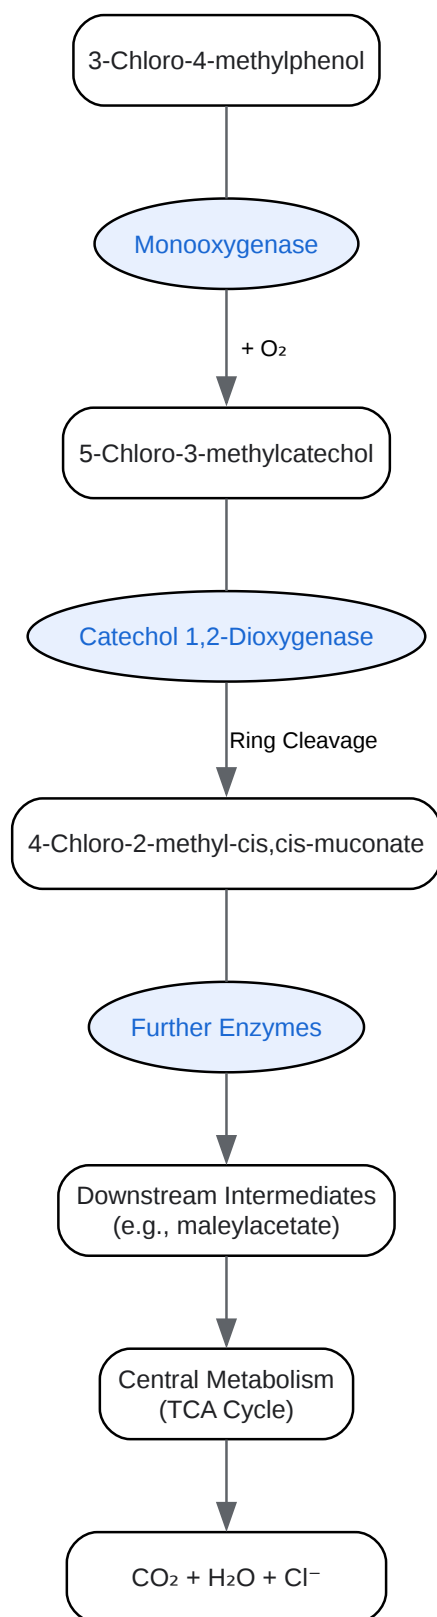 3-Chloro-4-methylphenol
Monooxygenase
+ O₂
5-Chloro-3-methylcatechol
Catechol 1,2-Dioxygenase
Ring Cleavage
4-Chloro-2-methyl-cis,cis-muconate
Further Enzymes
Downstream Intermediates
(e.g., maleylacetate)
Central Metabolism
(TCA Cycle)
CO₂ + H₂O + Cl⁻